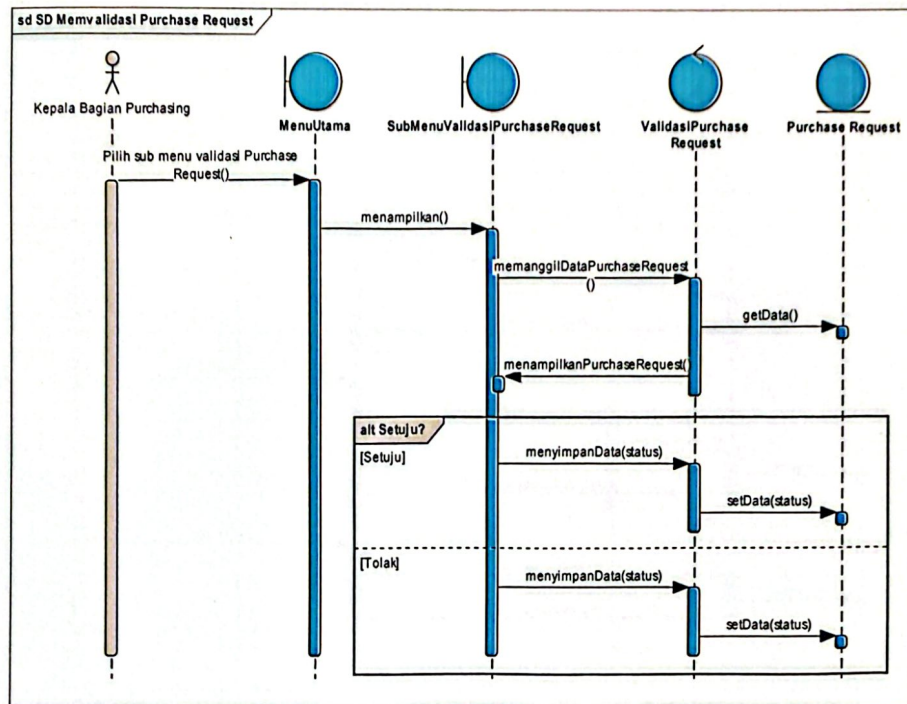 sd SD Memvalidasi Purchase Request
Kepala Bagian Purchasing
MenuUtama
SubMenuValidasiPurchaseRequest
ValidasiPurchase
Request
Purchase Request
Pilih sub menu validasi Purchase
Request()
menampilkan()
memanggilDataPurchaseRequest
()
getData()
menampilkanPurchaseRequest()
alt Setuju?
[Setuju]
menyimpanData(status)
setData(status)
[Tolak]
menyimpanData(status)
setData(status)